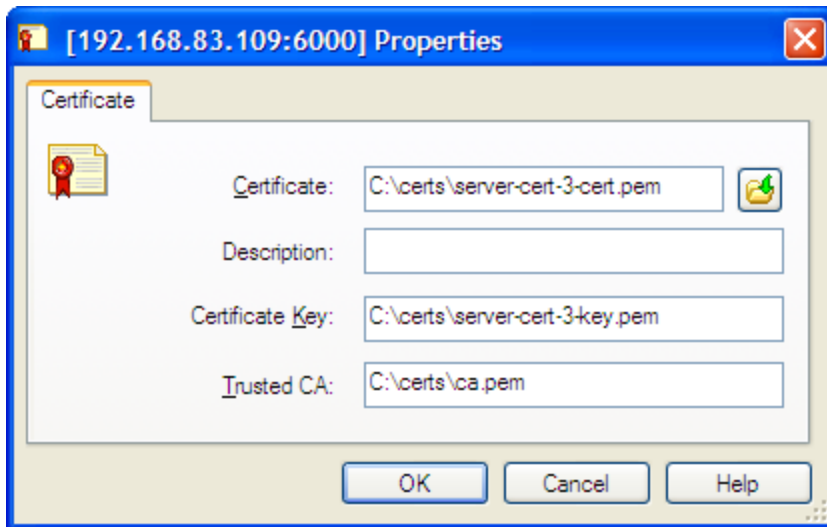 [192.168.83.109:6000] Properties
Certificate
Certificate: C:\certs\server-cert-3-cert.pem
Description:
Certificate Key: C:\certs\server-cert-3-key.pem
Trusted CA: C:\certs\ca.pem
OK Cancel Help